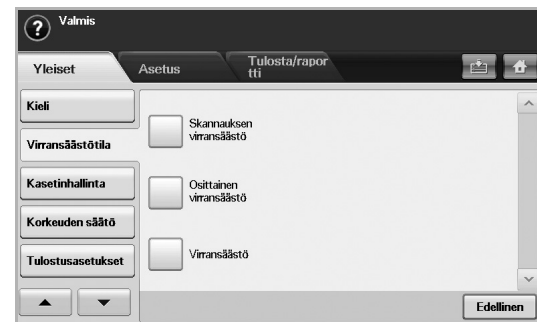 Valmis
Yleiset
Asetus
Tulosta/rapor
tti
Kieli
Virransäästötila
Kasetinhallinta
Korkeuden säätö
Tulostusasetukset
Skannauksen
virransäästö
Osittainen
virransäästö
Virransäästö
Edellinen